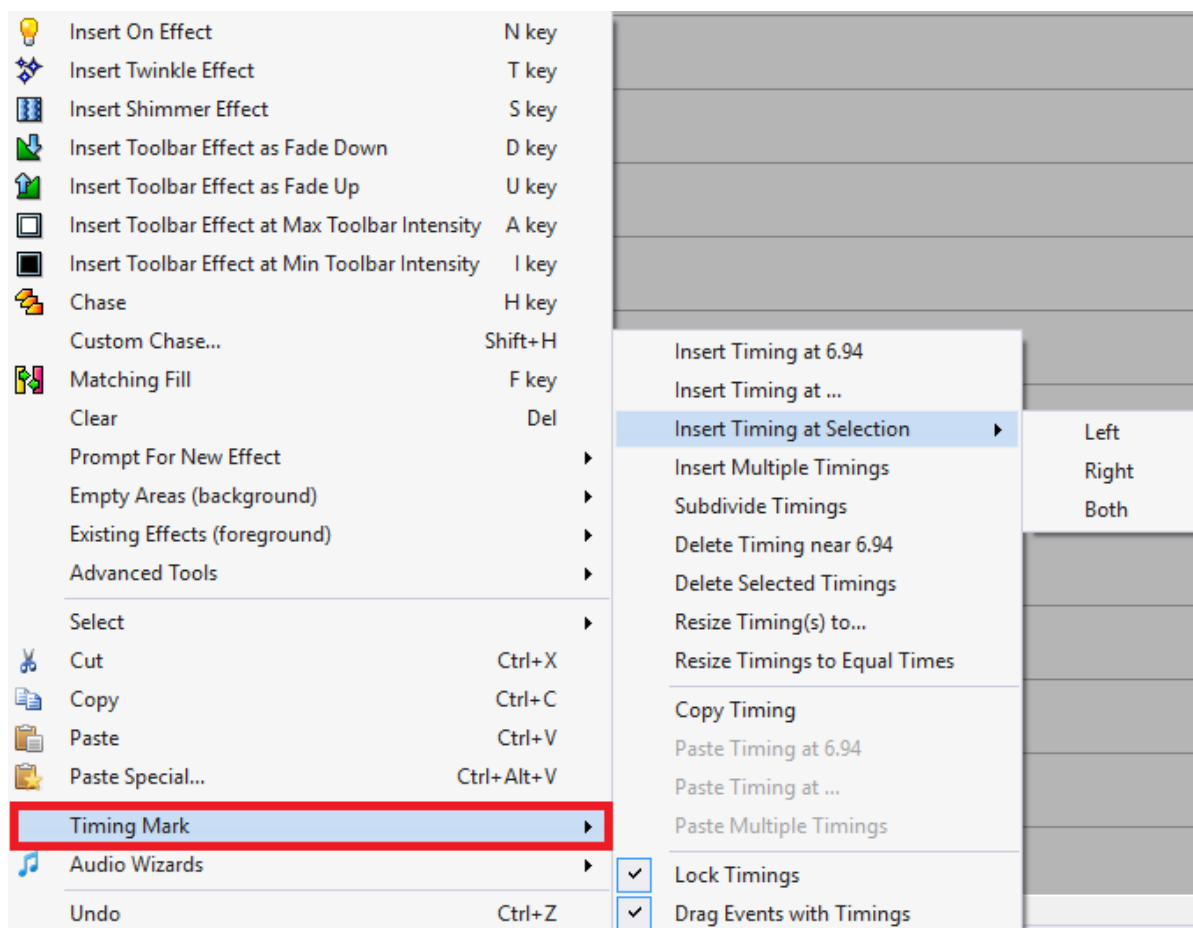 Insert On Effect N key
Insert Twinkle Effect T key
Insert Shimmer Effect S key
Insert Toolbar Effect as Fade Down D key
Insert Toolbar Effect as Fade Up U key
Insert Toolbar Effect at Max Toolbar Intensity A key
Insert Toolbar Effect at Min Toolbar Intensity I key
Chase H key
Custom Chase... Shift+H
Matching Fill F key
Clear Del
Prompt For New Effect
Empty Areas (background)
Existing Effects (foreground)
Advanced Tools
Select
Cut Ctrl+X
Copy Ctrl+C
Paste Ctrl+V
Paste Special... Ctrl+Alt+V
Timing Mark
Audio Wizards
Undo Ctrl+Z
Insert Timing at 6.94
Insert Timing at ...
Insert Timing at Selection
Insert Multiple Timings
Subdivide Timings
Delete Timing near 6.94
Delete Selected Timings
Resize Timing(s) to...
Resize Timings to Equal Times
Copy Timing
Paste Timing at 6.94
Paste Timing at ...
Paste Multiple Timings
Lock Timings
Drag Events with Timings
Left
Right
Both